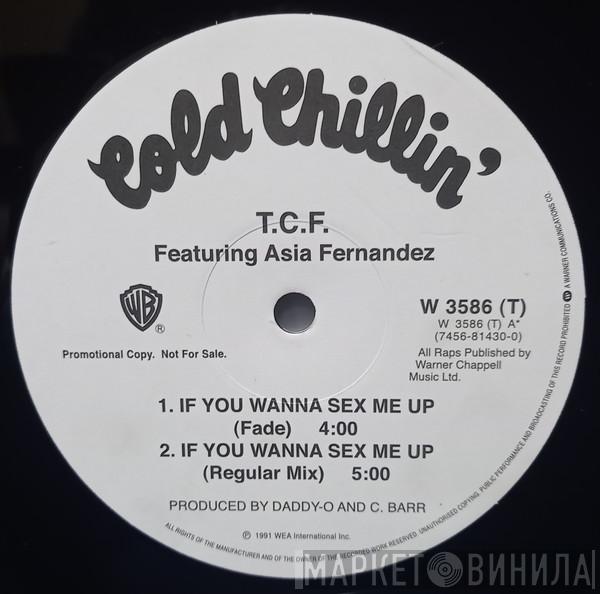 Cold Chillin'
T.C.F.
Featuring Asia Fernandez
WB
®
W 3586 (T)
W 3586 (T) A*
(7456-81430-0)
Promotional Copy. Not For Sale.
All Raps Published by
Warner Chappell
Music Ltd.
1. IF YOU WANNA SEX ME UP
(Fade) 4:00
2. IF YOU WANNA SEX ME UP
(Regular Mix) 5:00
PRODUCED BY DADDY-O AND C. BARR
℗ 1991 WEA International Inc.
ALL RIGHTS OF THE MANUFACTURER AND OF THE OWNER OF THE RECORDED WORK RESERVED. UNAUTHORISED COPYING, PUBLIC PERFORMANCE AND BROADCASTING OF THIS RECORD PROHIBITED A WARNER COMMUNICATIONS CO.
МАРКЕТ ВИНИЛА